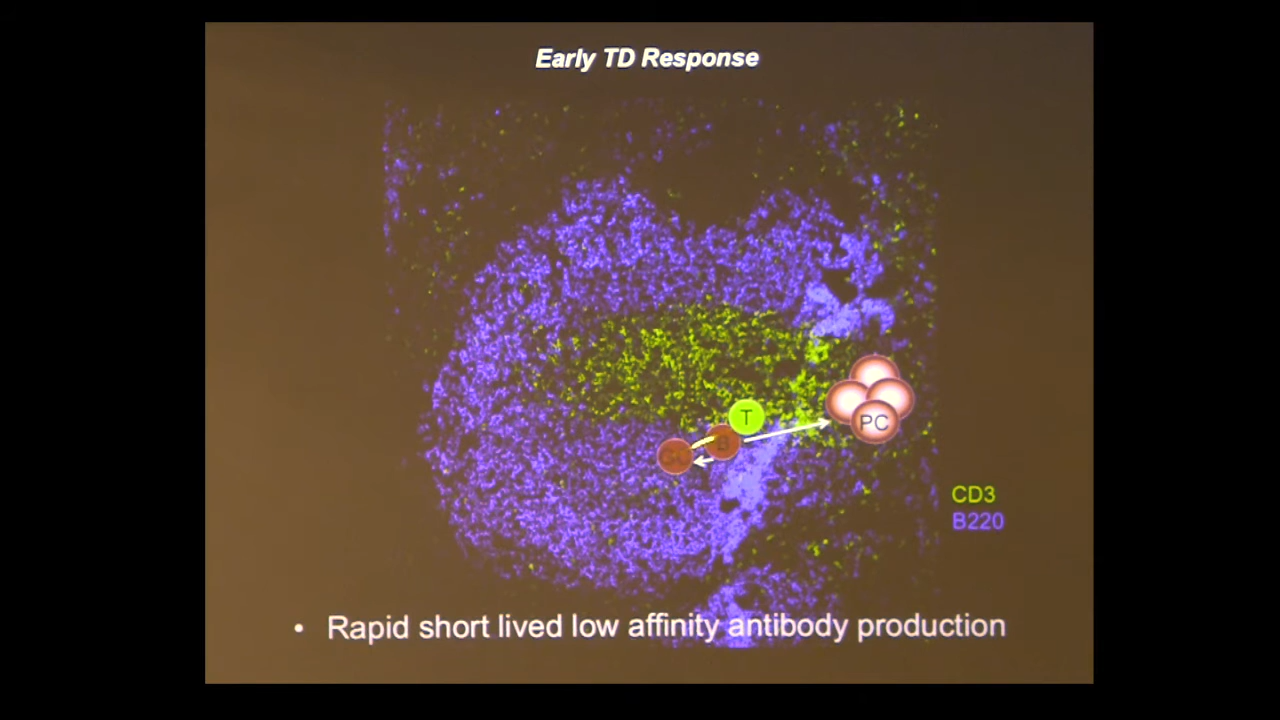 Early TD Response
T
B
PC
CD3
B220
• Rapid short lived low affinity antibody production